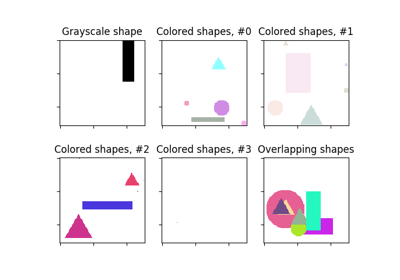 Grayscale shape
Colored shapes, #0
Colored shapes, #1
Colored shapes, #2
Colored shapes, #3
Overlapping shapes